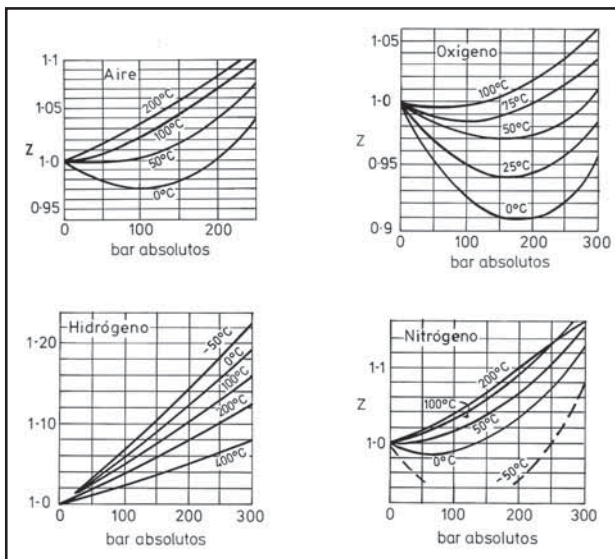 Aire
1·1
1·05
1·0
0·95
Z
200°C
100°C
50°C
0°C
0 100 200
bar absolutos
Oxígeno
1·05
1·0
0·95
0·9
Z
100°C
75°C
50°C
25°C
0°C
0 100 200 300
bar absolutos
Hidrógeno
1·20
1·10
1·0
-50°C
0°C
100°C
200°C
400°C
0 100 200 300
bar absolutos
Nitrógeno
1·1
1·0
Z
200°C
100°C
50°C
0°C
-50°C
0 100 200 300
bar absolutos